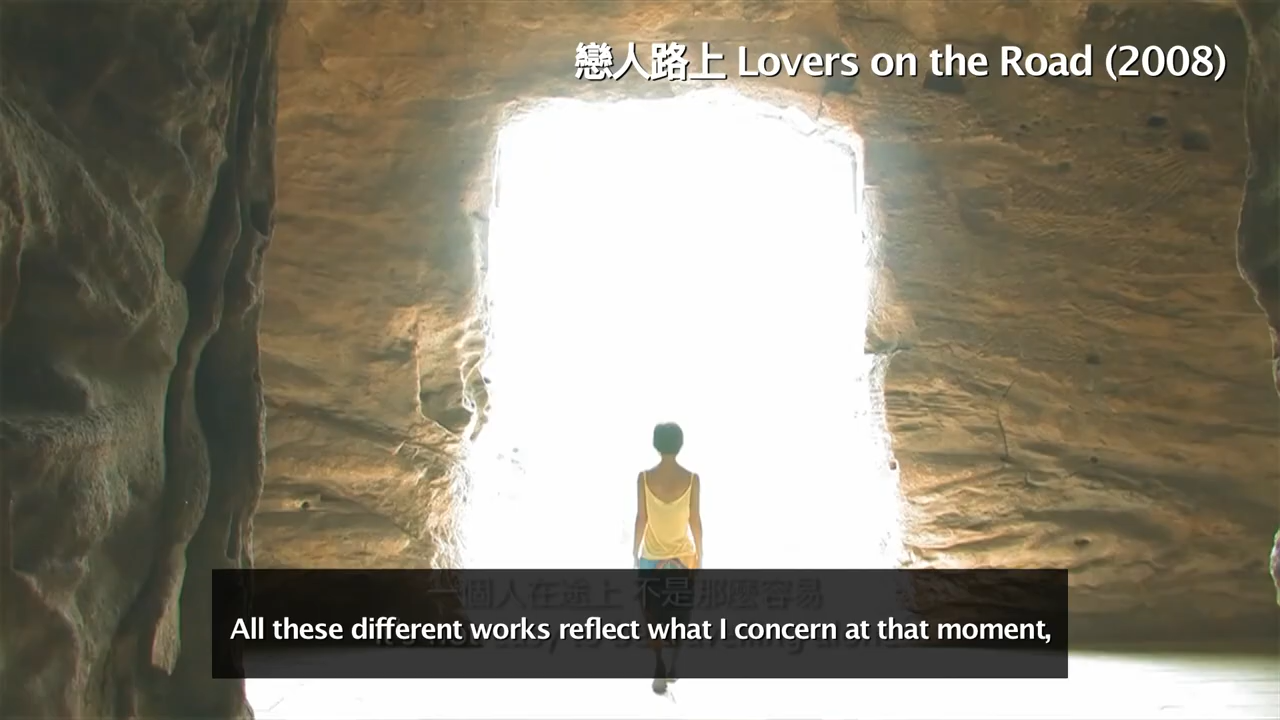 戀人路上 Lovers on the Road (2008)
一個人在途上 不是那麼容易
All these different works reflect what I concern at that moment,